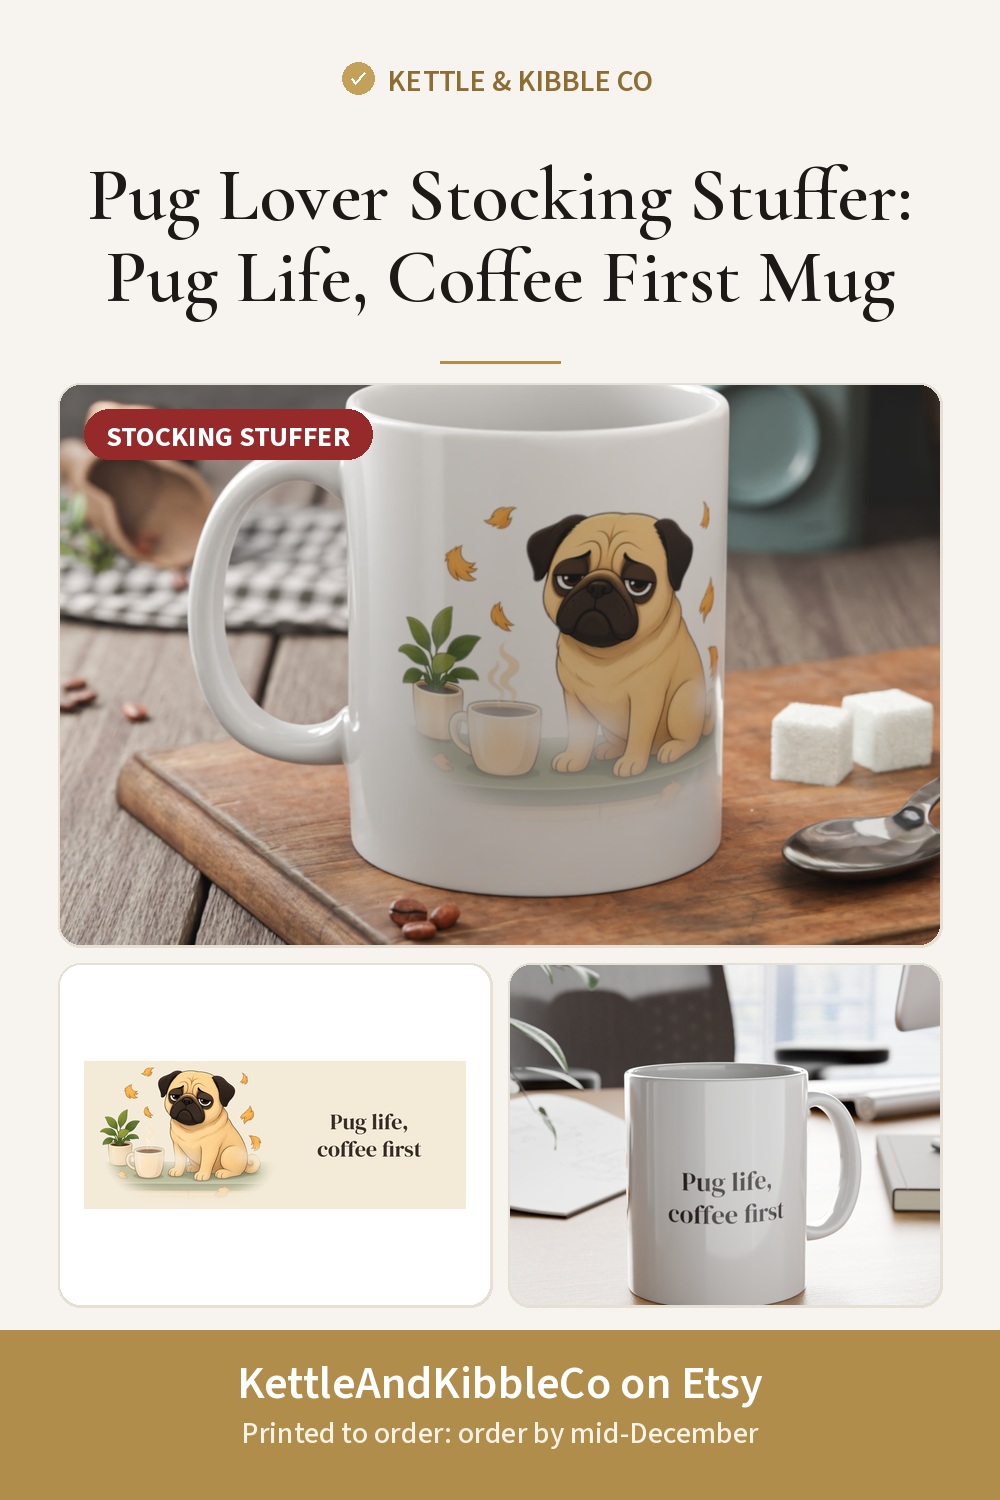 KETTLE & KIBBLE CO
Pug Lover Stocking Stuffer:
Pug Life, Coffee First Mug
STOCKING STUFFER
Pug life,
coffee first
Pug life,
coffee first
KettleAndKibbleCo on Etsy
Printed to order: order by mid-December